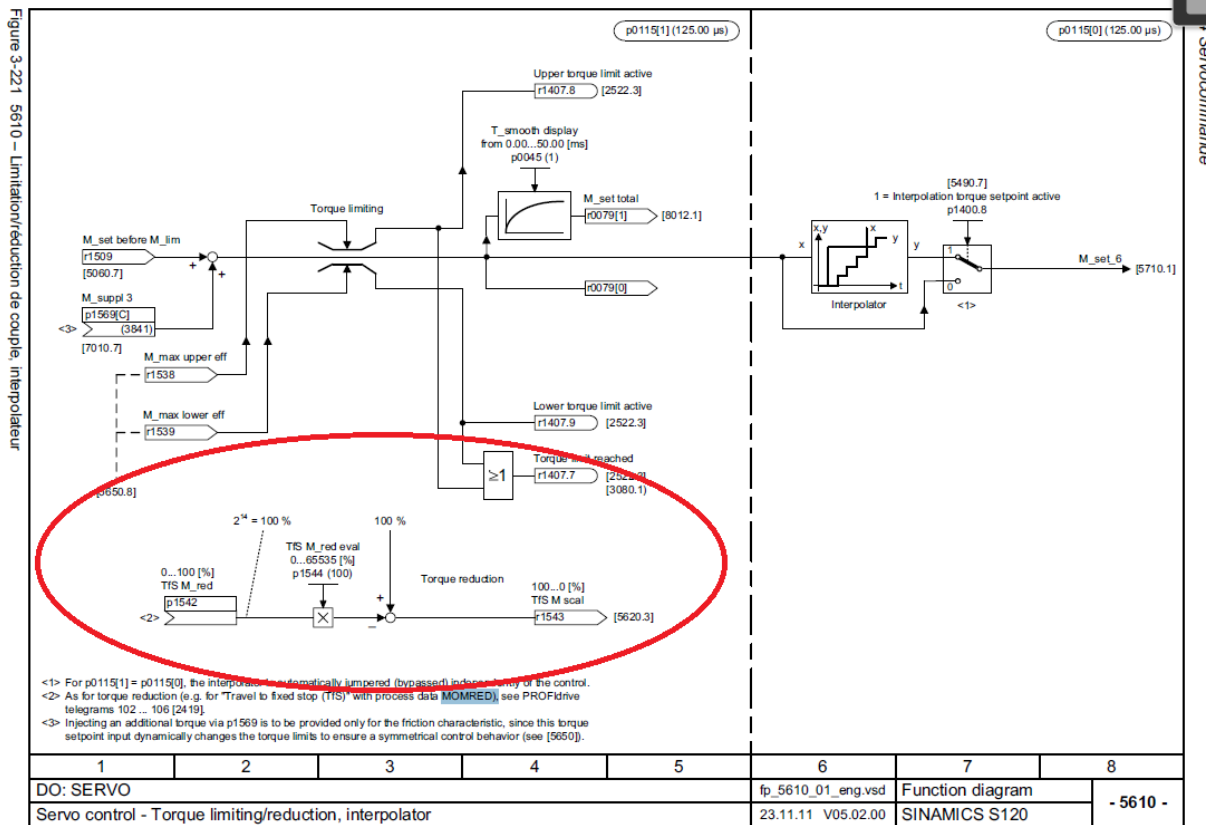 Figure 3-221 5610 – Limitation/réduction de couple, interpolateur
Servocommande
p0115[1] (125.00 µs)
p0115[0] (125.00 µs)
Upper torque limit active
r1407.8 [2522.3]
T_smooth display
from 0.00...50.00 [ms]
p0045 (1)
M_set total
r0079[1] [8012.1]
r0079[0]
Torque limiting
M_set before M_lim
r1509
[5060.7]
+
+
M_suppl 3
p1569[C]
<3> (3841)
[7010.7]
M_max upper eff
r1538
M_max lower eff
r1539
[5650.8]
Lower torque limit active
r1407.9 [2522.3]
Torque limit reached
≥1 r1407.7
[3080.1)
[5490.7]
1 = Interpolation torque setpoint active
p1400.8
x
x,y
x
y
t
y
Interpolator
1
0
<1>
M_set_6
[5710.1]
2^14 = 100 %
100 %
TfS M_red eval
0...65535 [%]
p1544 (100)
0...100 [%]
TfS M_red
p1542
<2>
×
+
–
Torque reduction
100...0 [%]
TfS M scal
r1543 [5620.3]
<1> For p0115[1] = p0115[0], the interpolator is automatically jumpered (bypassed) independently of the control.
<2> As for torque reduction (e.g. for "Travel to fixed stop (TfS)" with process data MOMRED), see PROFIdrive
telegrams 102 ... 106 [2419].
<3> Injecting an additional torque via p1569 is to be provided only for the friction characteristic, since this torque
setpoint input dynamically changes the torque limits to ensure a symmetrical control behavior (see [5650]).
1 2 3 4 5 6 7 8
DO: SERVO fp_5610_01_eng.vsd Function diagram
Servo control - Torque limiting/reduction, interpolator 23.11.11 V05.02.00 SINAMICS S120
- 5610 -